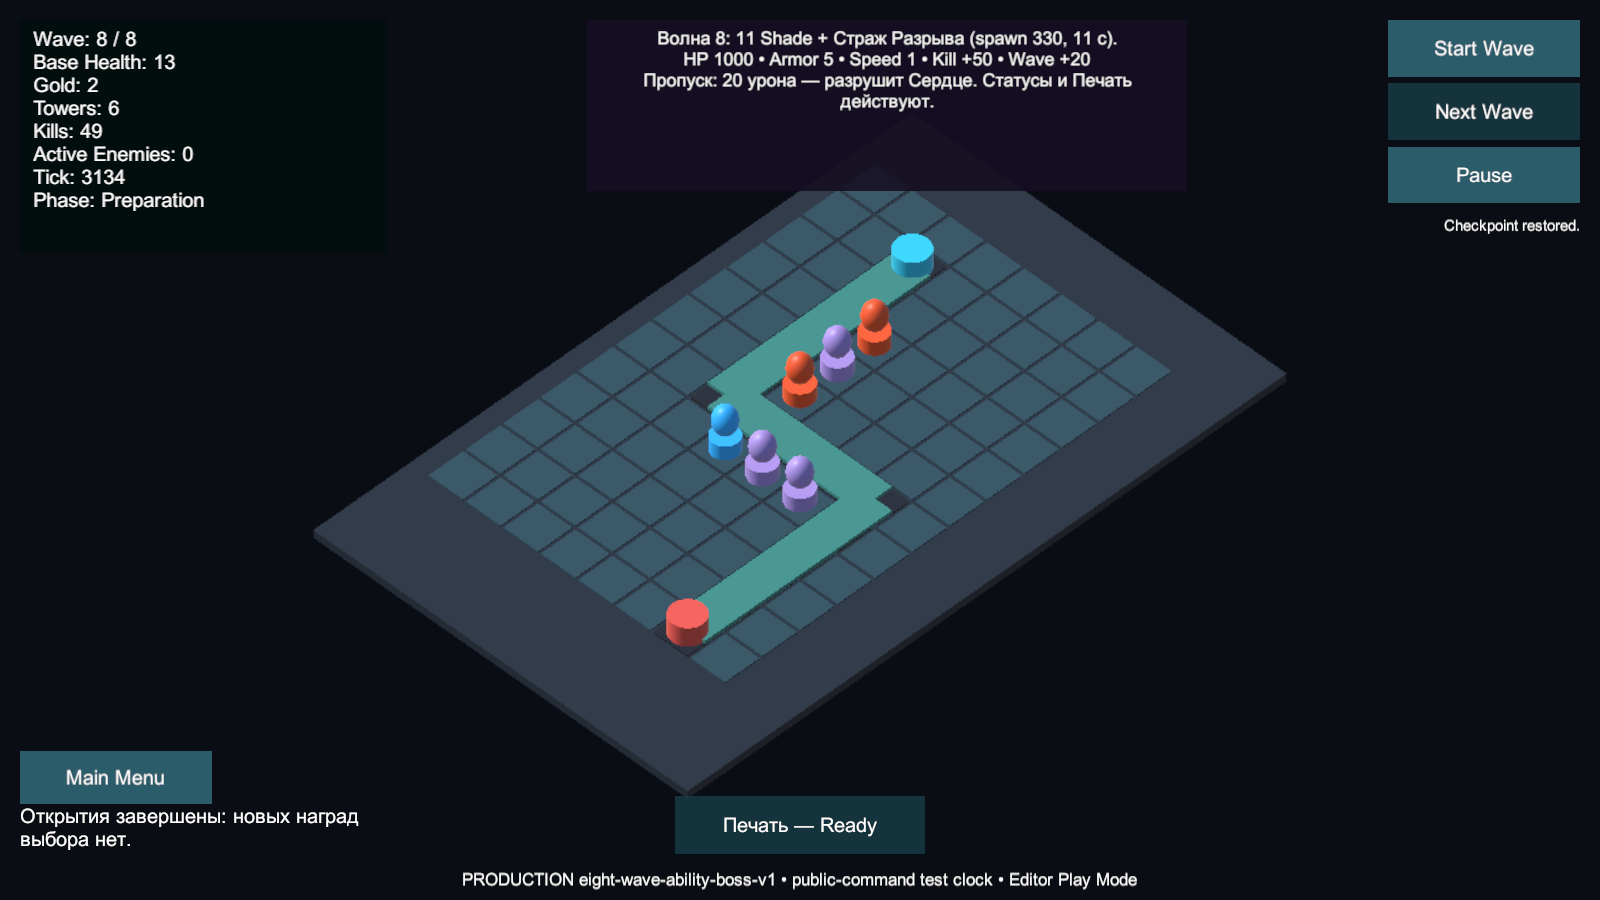 Wave: 8 / 8
Base Health: 13
Gold: 2
Towers: 6
Kills: 49
Active Enemies: 0
Tick: 3134
Phase: Preparation
Волна 8: 11 Shade + Страж Разрыва (spawn 330, 11 с).
HP 1000 • Armor 5 • Speed 1 • Kill +50 • Wave +20
Пропуск: 20 урона — разрушит Сердце. Статусы и Печать
действуют.
Start Wave
Next Wave
Pause
Checkpoint restored.
Main Menu
Открытия завершены: новых наград
выбора нет.
Печать — Ready
PRODUCTION eight-wave-ability-boss-v1 • public-command test clock • Editor Play Mode